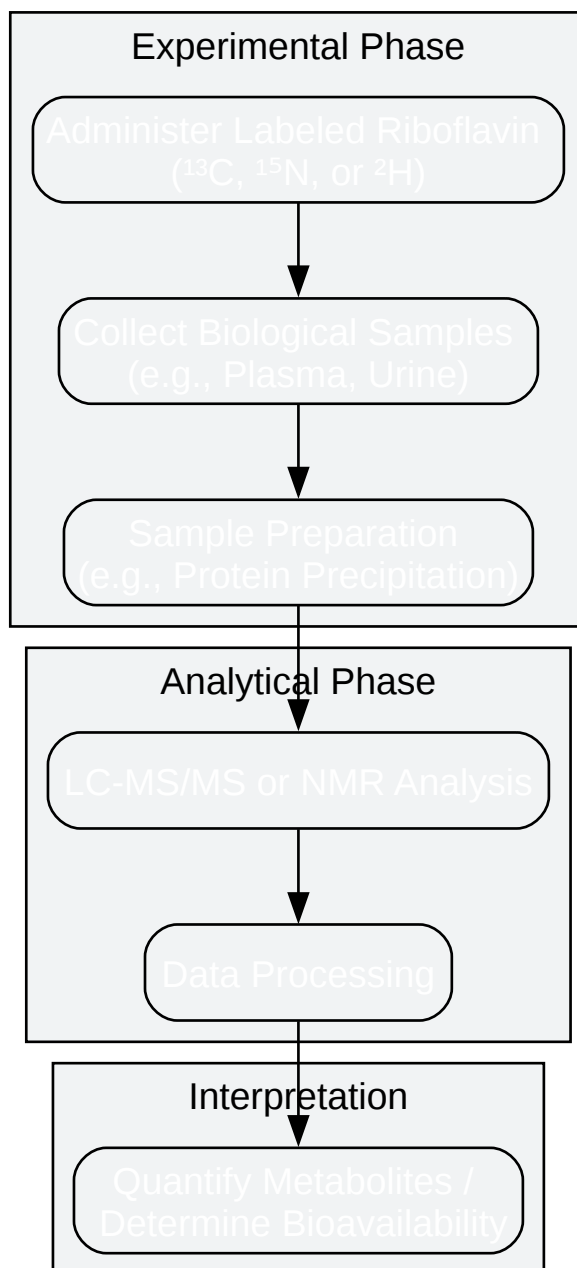 Experimental Phase
Administer Labeled Riboflavin
(¹³C, ¹⁵N, or ²H)
Collect Biological Samples
(e.g., Plasma, Urine)
Sample Preparation
(e.g., Protein Precipitation)
Analytical Phase
LC-MS/MS or NMR Analysis
Data Processing
Interpretation
Quantify Metabolites /
Determine Bioavailability